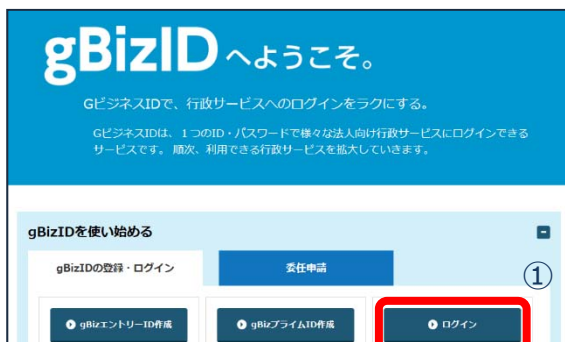 gBizID へようこそ。
GビジネスIDで、行政サービスへのログインをラクにする。
GビジネスIDは、1つのID・パスワードで様々な法人向け行政サービスにログインできる
サービスです。 順次、利用できる行政サービスを拡大していきます。
gBizIDを使い始める
gBizIDの登録・ログイン
委任申請
①
gBizエントリーID作成
gBizプライムID作成
ログイン